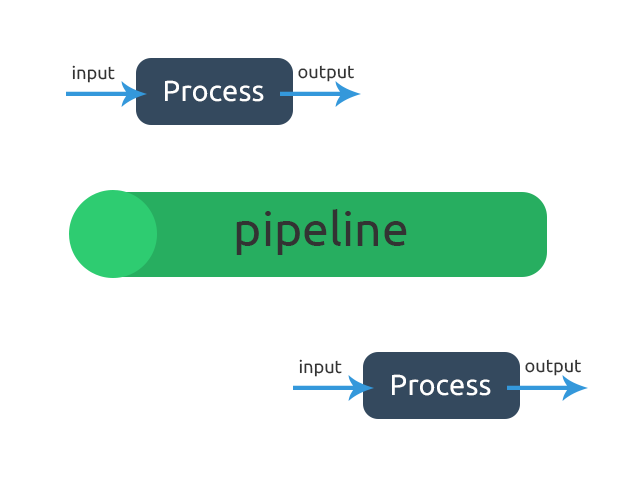 input
Process
output
pipeline
input
Process
output